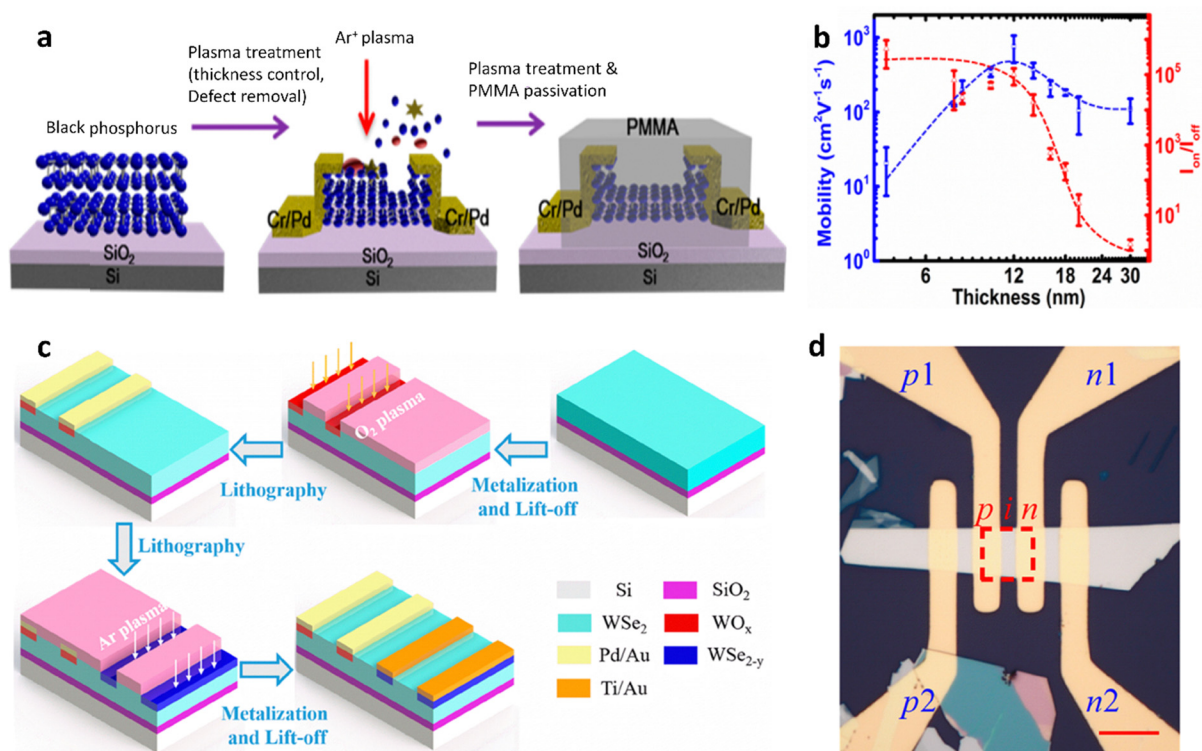 a
Plasma treatment
(thickness control,
Defect removal)
Ar⁺ plasma
Plasma treatment &
PMMA passivation
Black phosphorus
PMMA
Cr/Pd
Cr/Pd
Cr/Pd
Cr/Pd
SiO₂
Si
SiO₂
Si
SiO₂
Si
b
10³
10²
10¹
10⁰
Mobility (cm²V⁻¹s⁻¹)
10⁵
10³
10¹
Iₒₙ/Iₒff
6 12 18 24 30
Thickness (nm)
c
O₂ plasma
Lithography
Metalization
and Lift-off
Lithography
Ar plasma
Metalization
and Lift-off
Si
SiO₂
WSe₂
WOₓ
Pd/Au
WSe₂₋y
Ti/Au
d
p1
n1
p i n
p2
n2